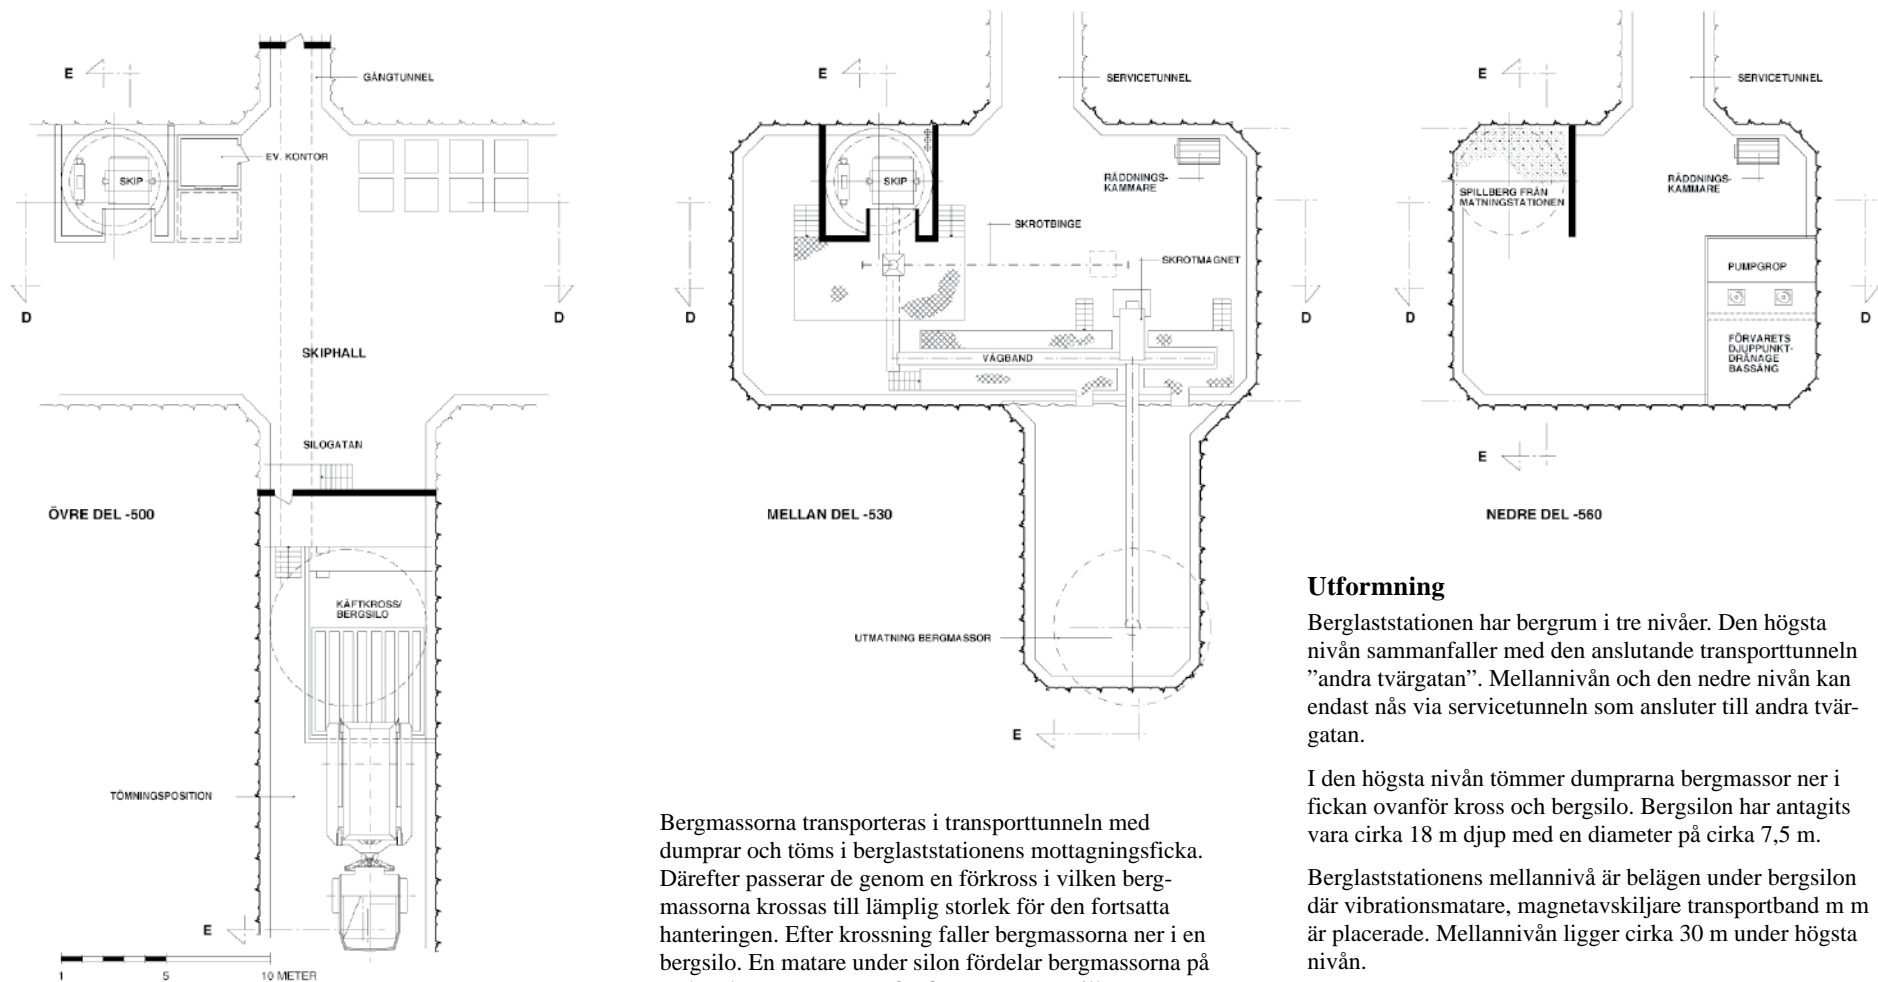 E
GÅNGTUNNEL
EV. KONTOR
SKIP
D
D
SKIPHALL
SILOGATAN
ÖVRE DEL -500
KÄFTKROSS/
BERGSILO
TÖMNINGSPOSITION
E
1 5 10 METER
E
SERVICETUNNEL
SKIP
RÄDDNINGS-
KAMMARE
SKROTBINGE
SKROTMAGNET
D
D
VÅGBAND
MELLAN DEL -530
UTMATNING BERGMASSOR
E
E
SERVICETUNNEL
RÄDDNINGS-
KAMMARE
SPILLBERG FRÅN
MATNINGSTATIONEN
PUMPGROP
D
D
FÖRVARETS
DJUPPUNKT-
DRÄNAGE
BASSÄNG
E
NEDRE DEL -560
Bergmassorna transporteras i transporttunneln med
dumprar och töms i berglaststationens mottagningsficka.
Därefter passerar de genom en förkross i vilken berg-
massorna krossas till lämplig storlek för den fortsatta
hanteringen. Efter krossning faller bergmassorna ner i en
bergsilo. En matare under silon fördelar bergmassorna på
Utformning
Berglaststationen har bergrum i tre nivåer. Den högsta
nivån sammanfaller med den anslutande transporttunneln
”andra tvärgatan”. Mellannivån och den nedre nivån kan
endast nås via servicetunneln som ansluter till andra tvär-
gatan.
I den högsta nivån tömmer dumprarna bergmassor ner i
fickan ovanför kross och bergsilo. Bergsilon har antagits
vara cirka 18 m djup med en diameter på cirka 7,5 m.
Berglaststationens mellannivå är belägen under bergsilon
där vibrationsmatare, magnetavskiljare transportband m m
är placerade. Mellannivån ligger cirka 30 m under högsta
nivån.